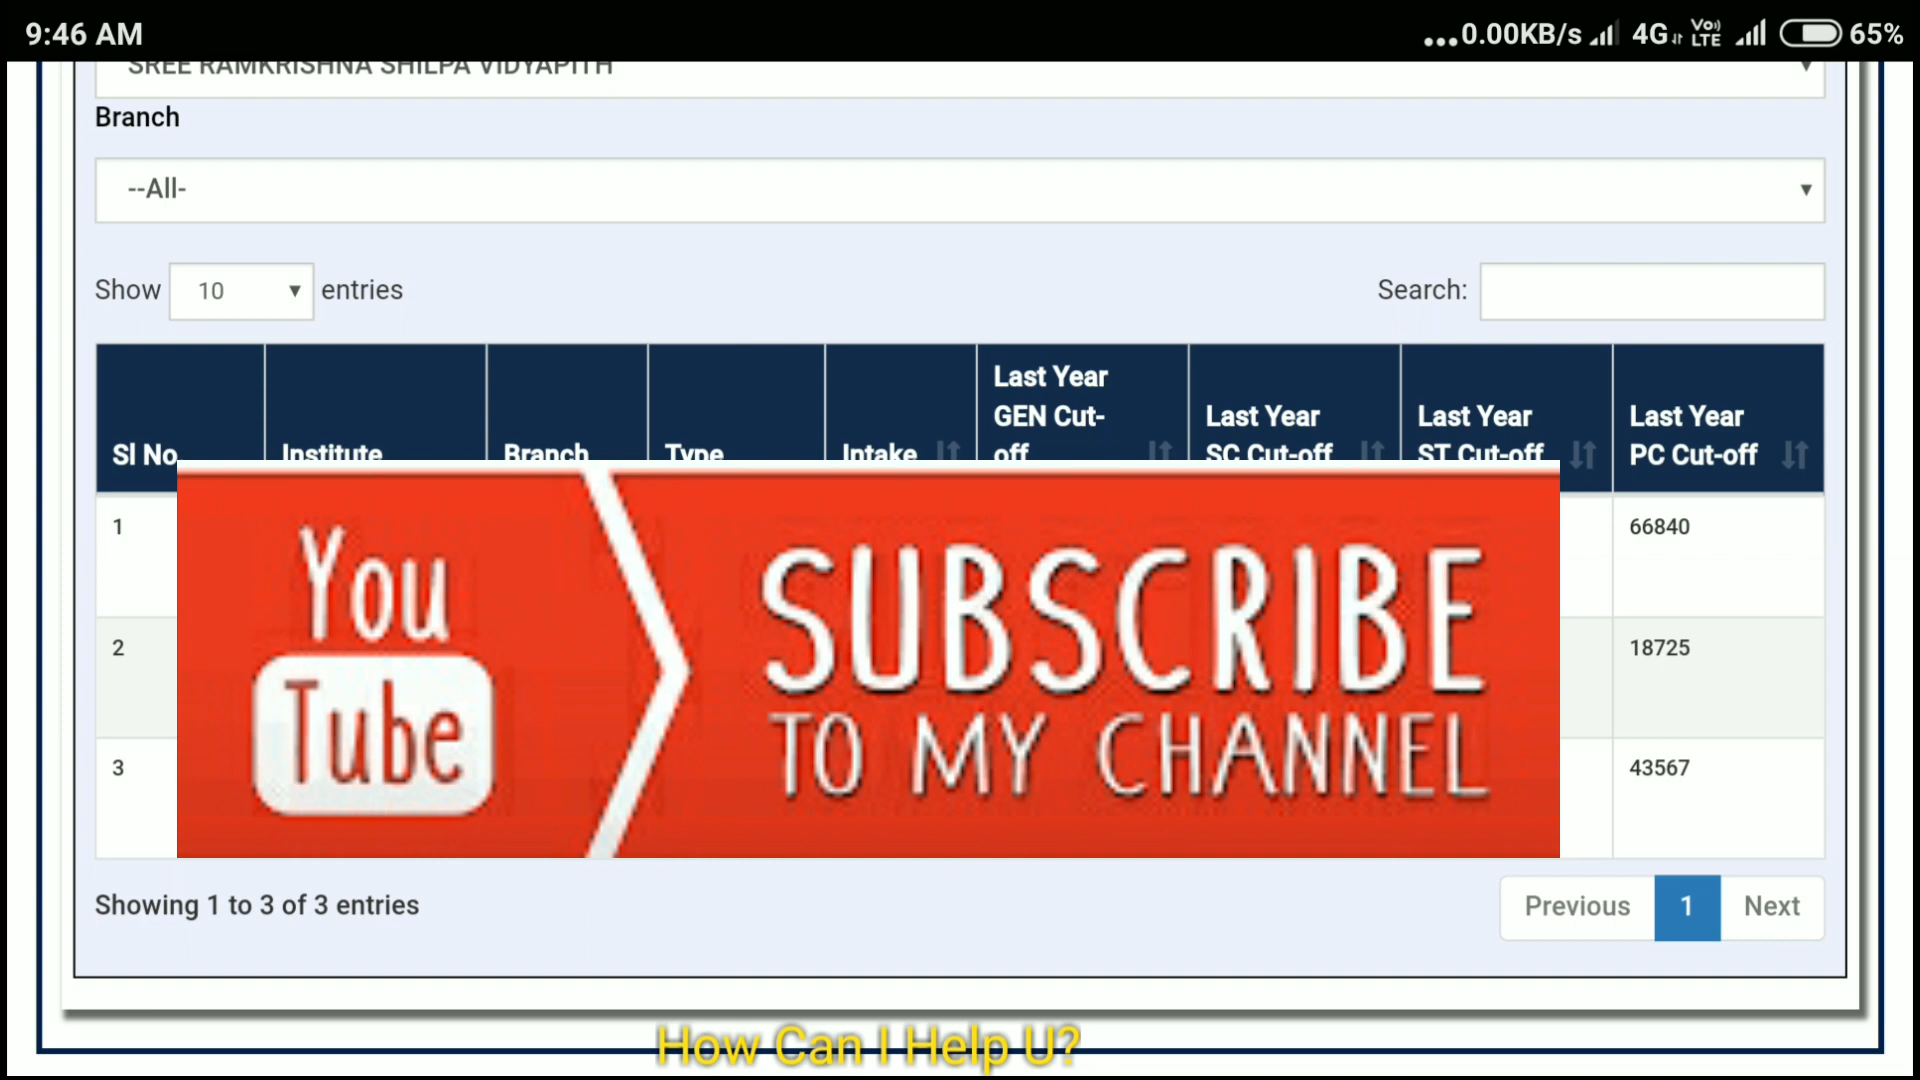 9:46 AM
...0.00KB/s 4G VoLTE 65%
SREE RAMKRISHNA SHILPA VIDYAPITH
Branch
--All-
Show 10 entries
Search:
Sl No Institute Branch Type Intake Last Year GEN Cut-off Last Year SC Cut-off Last Year ST Cut-off Last Year PC Cut-off
1 66840
2 18725
3 43567
You Tube
SUBSCRIBE
TO MY CHANNEL
Showing 1 to 3 of 3 entries
Previous 1 Next
How Can I Help U?